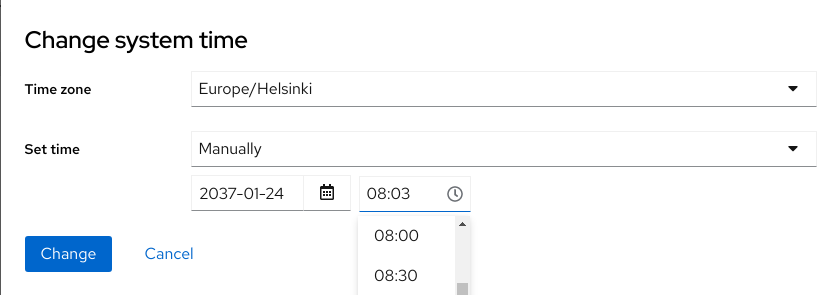 Change system time
Time zone Europe/Helsinki
Set time Manually
2037-01-24 08:03
08:00
Change Cancel
08:30